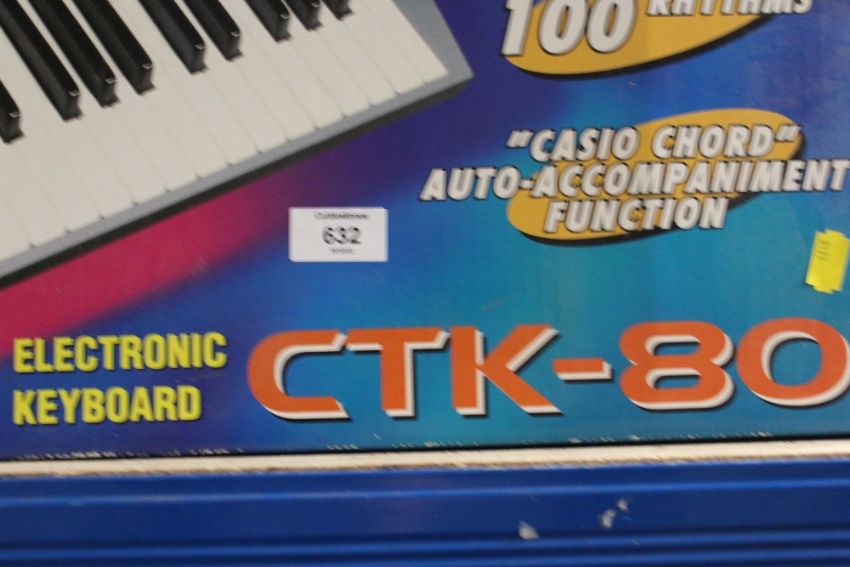 100 RHYTHMS
"CASIO CHORD"
AUTO-ACCOMPANIMENT
FUNCTION
632
ELECTRONIC
KEYBOARD
CTK-80